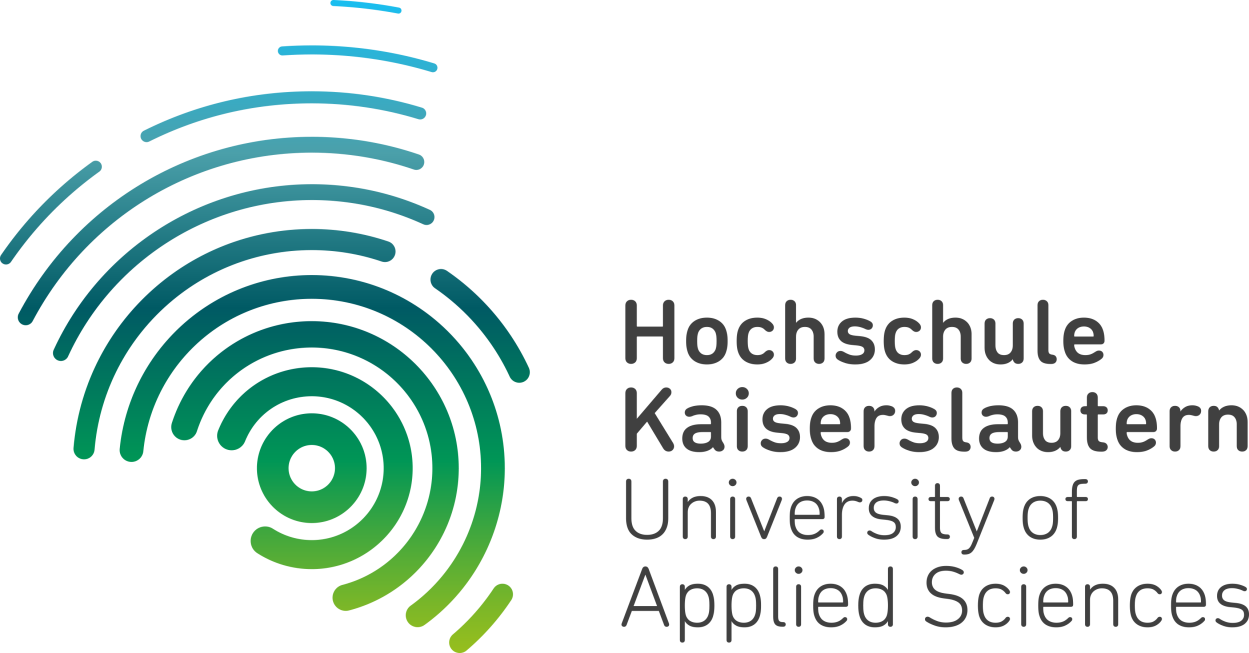 Hochschule
Kaiserslautern
University of
Applied Sciences